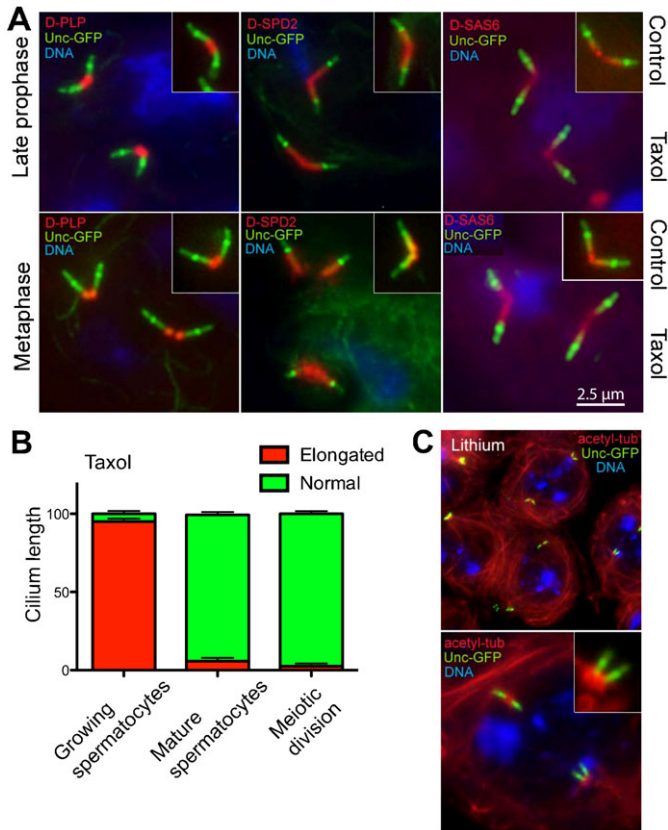 A
D-PLP
Unc-GFP
DNA
D-SPD2
Unc-GFP
DNA
D-SAS6
Unc-GFP
DNA
Late prophase
Control
Taxol
D-PLP
Unc-GFP
DNA
D-SPD2
Unc-GFP
DNA
D-SAS6
Unc-GFP
DNA
Metaphase
Control
Taxol
2.5 µm
B
Taxol
Elongated
Normal
Cilium length
100
50
0
Growing
spermatocytes
Mature
spermatocytes
Meiotic
division
C
Lithium
acetyl-tub
Unc-GFP
DNA
acetyl-tub
Unc-GFP
DNA